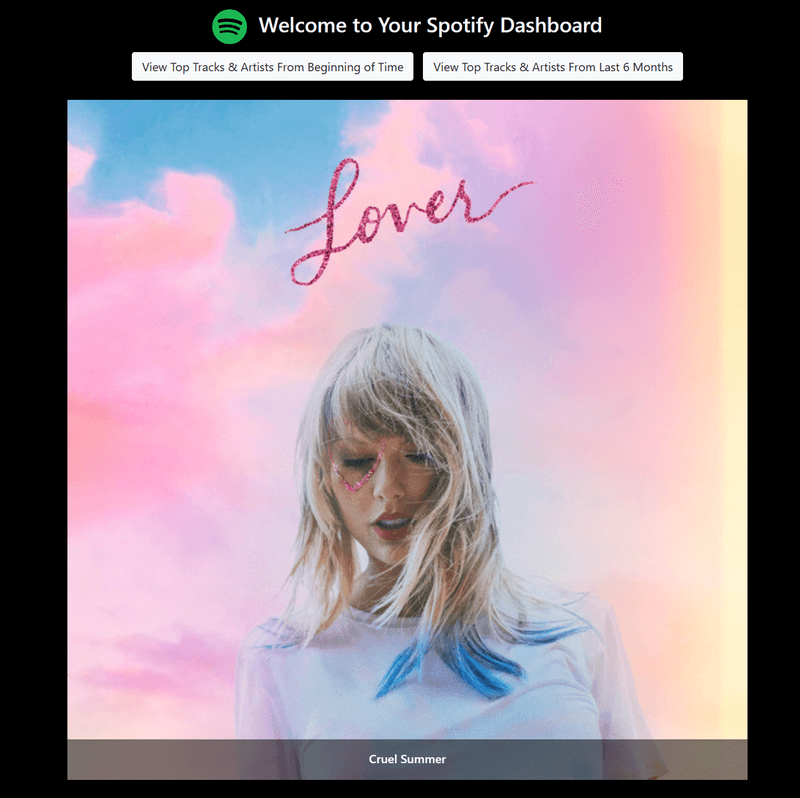 Welcome to Your Spotify Dashboard
View Top Tracks & Artists From Beginning of Time
View Top Tracks & Artists From Last 6 Months
Lover
Cruel Summer